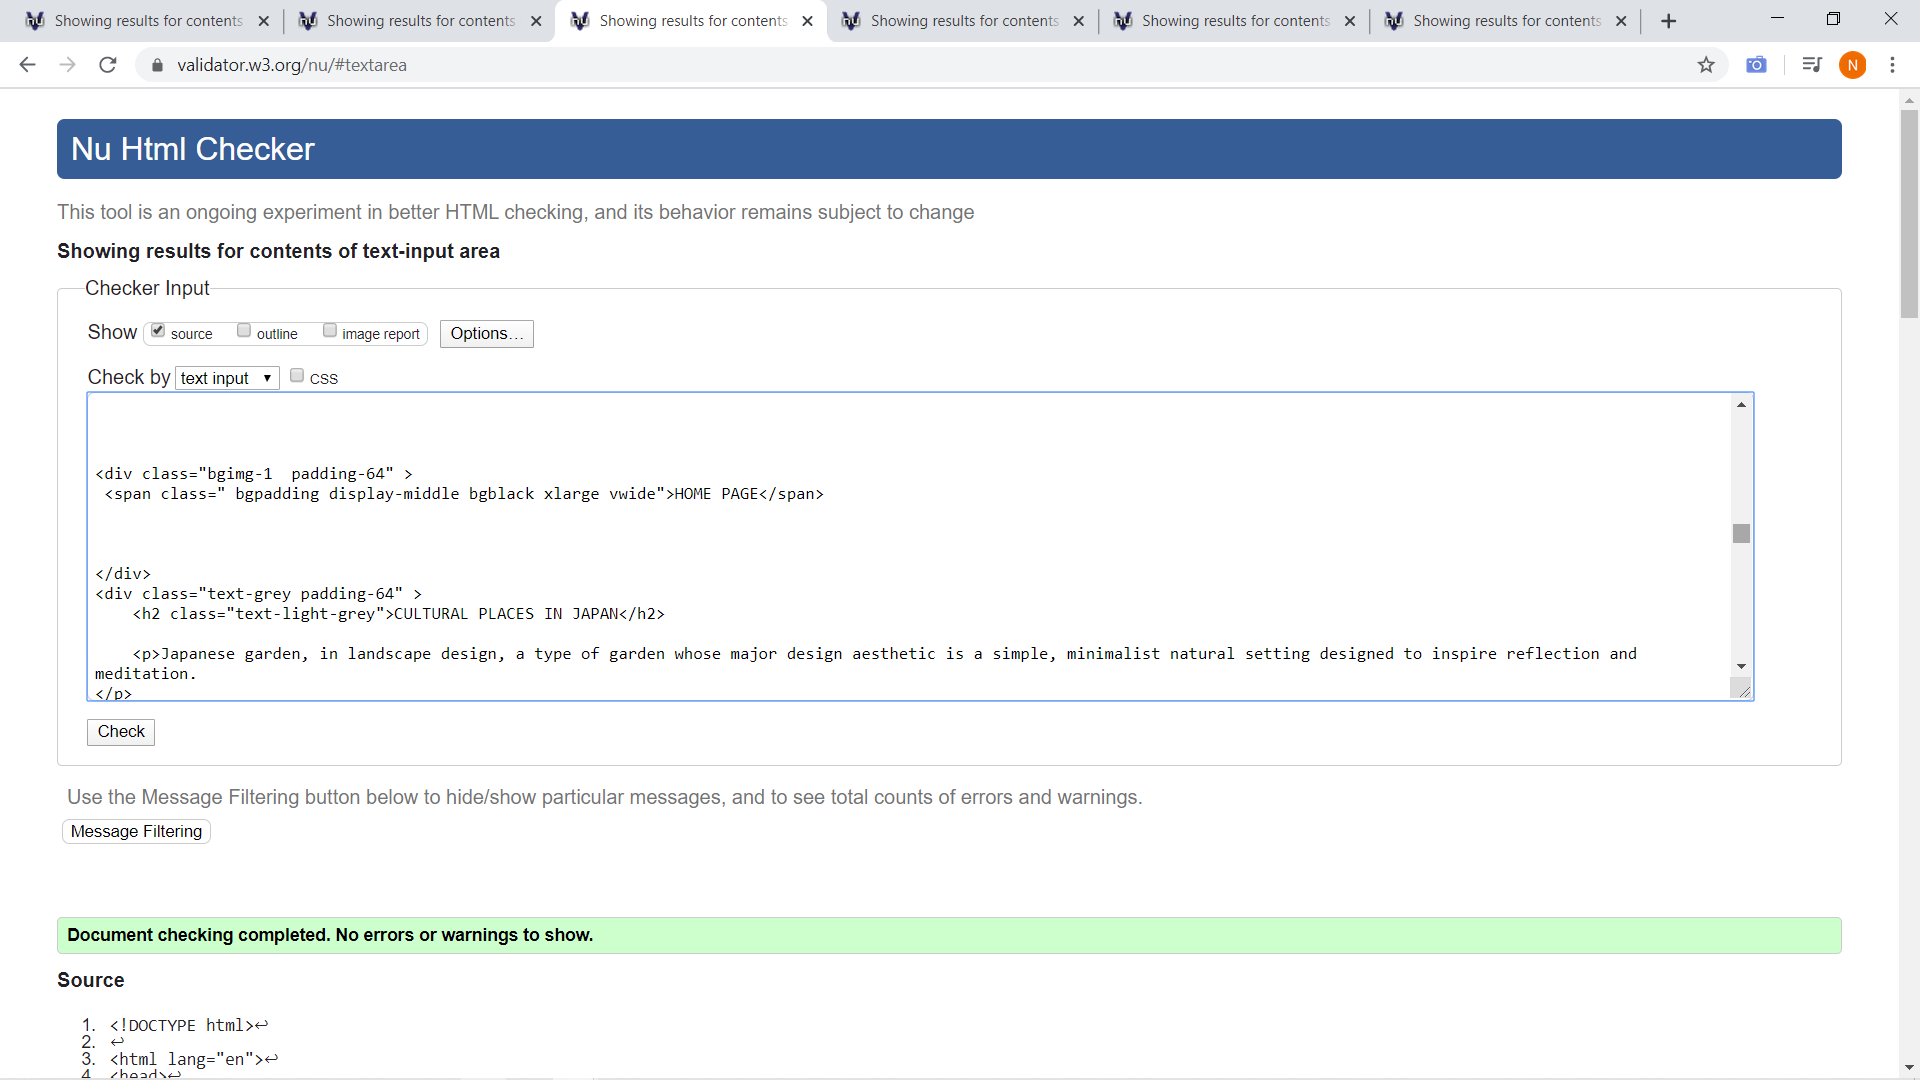 Showing results for contents
Showing results for contents
Showing results for contents
Showing results for contents
Showing results for contents
Showing results for contents
validator.w3.org/nu/#textarea
N
Nu Html Checker
This tool is an ongoing experiment in better HTML checking, and its behavior remains subject to change
Showing results for contents of text-input area
Checker Input
Show source outline image report Options...
Check by text input CSS
<div class="bgimg-1  padding-64" >
 <span class=" bgpadding display-middle bgblack xlarge vwide">HOME PAGE</span>
</div>
<div class="text-grey padding-64" >
    <h2 class="text-light-grey">CULTURAL PLACES IN JAPAN</h2>
    <p>Japanese garden, in landscape design, a type of garden whose major design aesthetic is a simple, minimalist natural setting designed to inspire reflection and
meditation.
</p>
Check
Use the Message Filtering button below to hide/show particular messages, and to see total counts of errors and warnings.
Message Filtering
Document checking completed. No errors or warnings to show.
Source
1. <!DOCTYPE html>↩
2. ↩
3. <html lang="en">↩
4. <head>↩